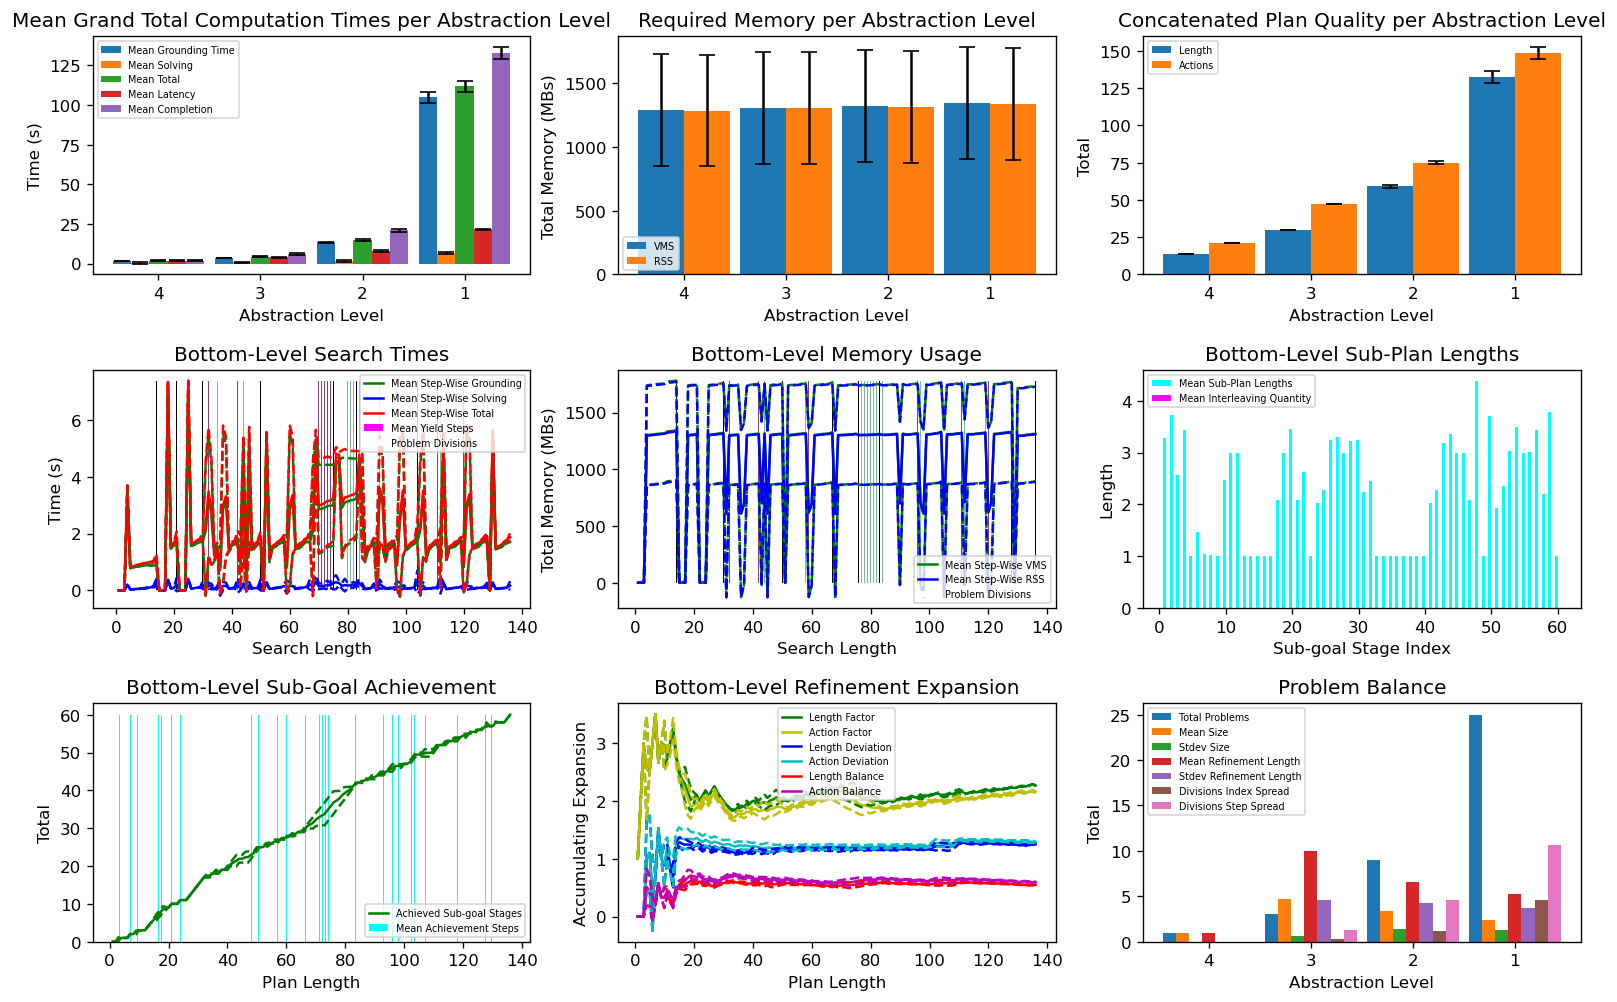 Mean Grand Total Computation Times per Abstraction Level
Time (s)
125
100
75
50
25
0
Mean Grounding Time
Mean Solving
Mean Total
Mean Latency
Mean Completion
4 3 2 1
Abstraction Level
Required Memory per Abstraction Level
Total Memory (MBs)
1500
1000
500
0
VMS
RSS
4 3 2 1
Abstraction Level
Concatenated Plan Quality per Abstraction Level
Total
150
125
100
75
50
25
0
Length
Actions
4 3 2 1
Abstraction Level
Bottom-Level Search Times
Time (s)
6
4
2
0
Mean Step-Wise Grounding
Mean Step-Wise Solving
Mean Step-Wise Total
Mean Yield Steps
Problem Divisions
0 20 40 60 80 100 120 140
Search Length
Bottom-Level Memory Usage
Total Memory (MBs)
1500
1000
500
0
Mean Step-Wise VMS
Mean Step-Wise RSS
Problem Divisions
0 20 40 60 80 100 120 140
Search Length
Bottom-Level Sub-Plan Lengths
Length
4
3
2
1
0
Mean Sub-Plan Lengths
Mean Interleaving Quantity
0 10 20 30 40 50 60
Sub-goal Stage Index
Bottom-Level Sub-Goal Achievement
Total
60
50
40
30
20
10
0
Achieved Sub-goal Stages
Mean Achievement Steps
0 20 40 60 80 100 120 140
Plan Length
Bottom-Level Refinement Expansion
Accumulating Expansion
3
2
1
0
Length Factor
Action Factor
Length Deviation
Action Deviation
Length Balance
Action Balance
0 20 40 60 80 100 120 140
Plan Length
Problem Balance
Total
25
20
15
10
5
0
Total Problems
Mean Size
Stdev Size
Mean Refinement Length
Stdev Refinement Length
Divisions Index Spread
Divisions Step Spread
4 3 2 1
Abstraction Level